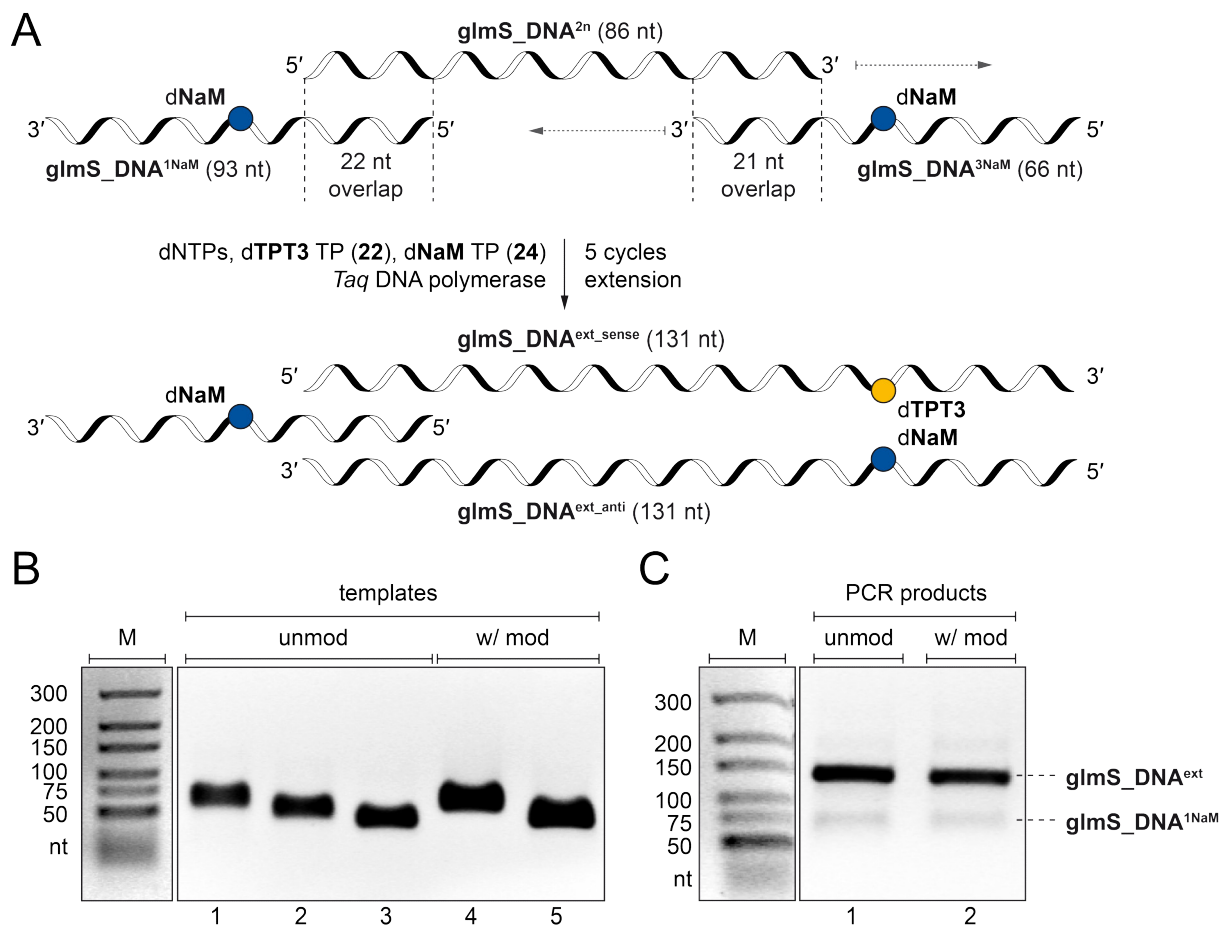 A
glmS_DNA²ⁿ (86 nt)
5′ 3′
dNaM dNaM
3′ 5′ 3′ 5′
glmS_DNA¹ᴺᵃᴹ (93 nt) 22 nt overlap 21 nt overlap glmS_DNA³ᴺᵃᴹ (66 nt)
dNTPs, dTPT3 TP (22), dNaM TP (24) 5 cycles
Taq DNA polymerase extension
glmS_DNAᵉˣᵗ_ˢᵉⁿˢᵉ (131 nt)
5′ 3′
dNaM
3′ 5′
dTPT3
dNaM
3′ 5′
glmS_DNAᵉˣᵗ_ᵃⁿᵗⁱ (131 nt)
B
templates
M unmod w/ mod
300
200
150
100
75
50
nt
1 2 3 4 5
C
PCR products
M unmod w/ mod
300
200
150
100
75
50
nt
glmS_DNAᵉˣᵗ
glmS_DNA¹ᴺᵃᴹ
1 2